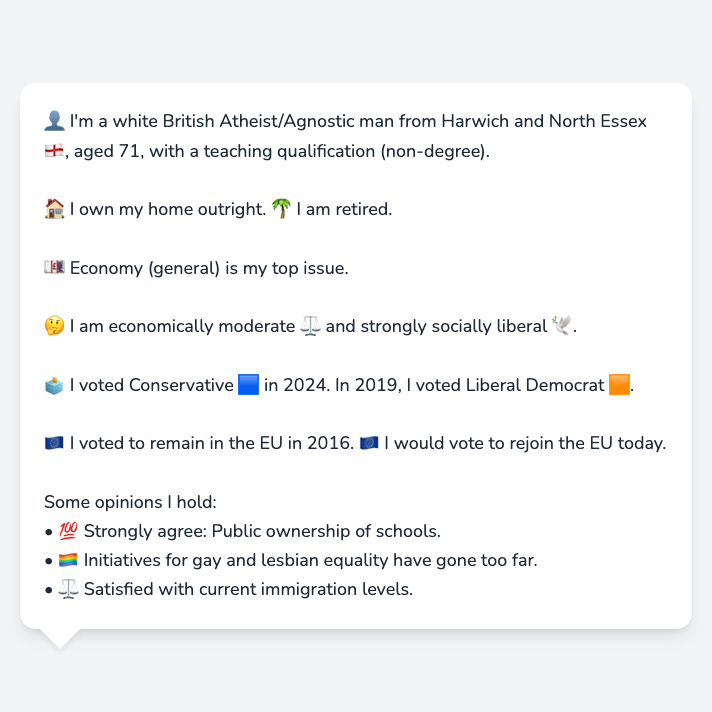 👤 I'm a white British Atheist/Agnostic man from Harwich and North Essex
🏴󠁧󠁢󠁥󠁮󠁧󠁿, aged 71, with a teaching qualification (non-degree).
🏠 I own my home outright. 🌴 I am retired.
💷 Economy (general) is my top issue.
🤔 I am economically moderate ⚖️ and strongly socially liberal 🕊️.
🗳️ I voted Conservative 🟦 in 2024. In 2019, I voted Liberal Democrat 🟧.
🇪🇺 I voted to remain in the EU in 2016. 🇪🇺 I would vote to rejoin the EU today.
Some opinions I hold:
• 💯 Strongly agree: Public ownership of schools.
• 🏳️‍🌈 Initiatives for gay and lesbian equality have gone too far.
• ⚖️ Satisfied with current immigration levels.